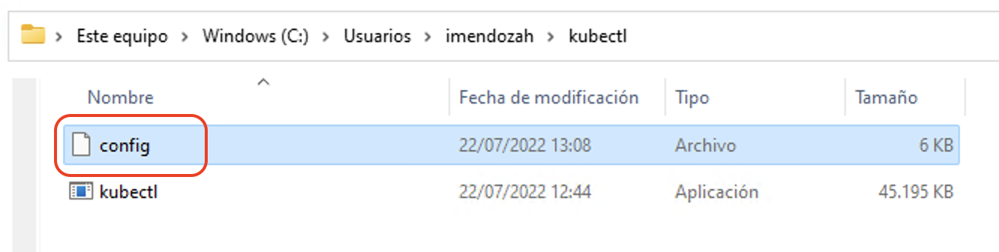 Este equipo > Windows (C:) > Usuarios > imendozah > kubectl
Nombre Fecha de modificación Tipo Tamaño
config 22/07/2022 13:08 Archivo 6 KB
kubectl 22/07/2022 12:44 Aplicación 45.195 KB